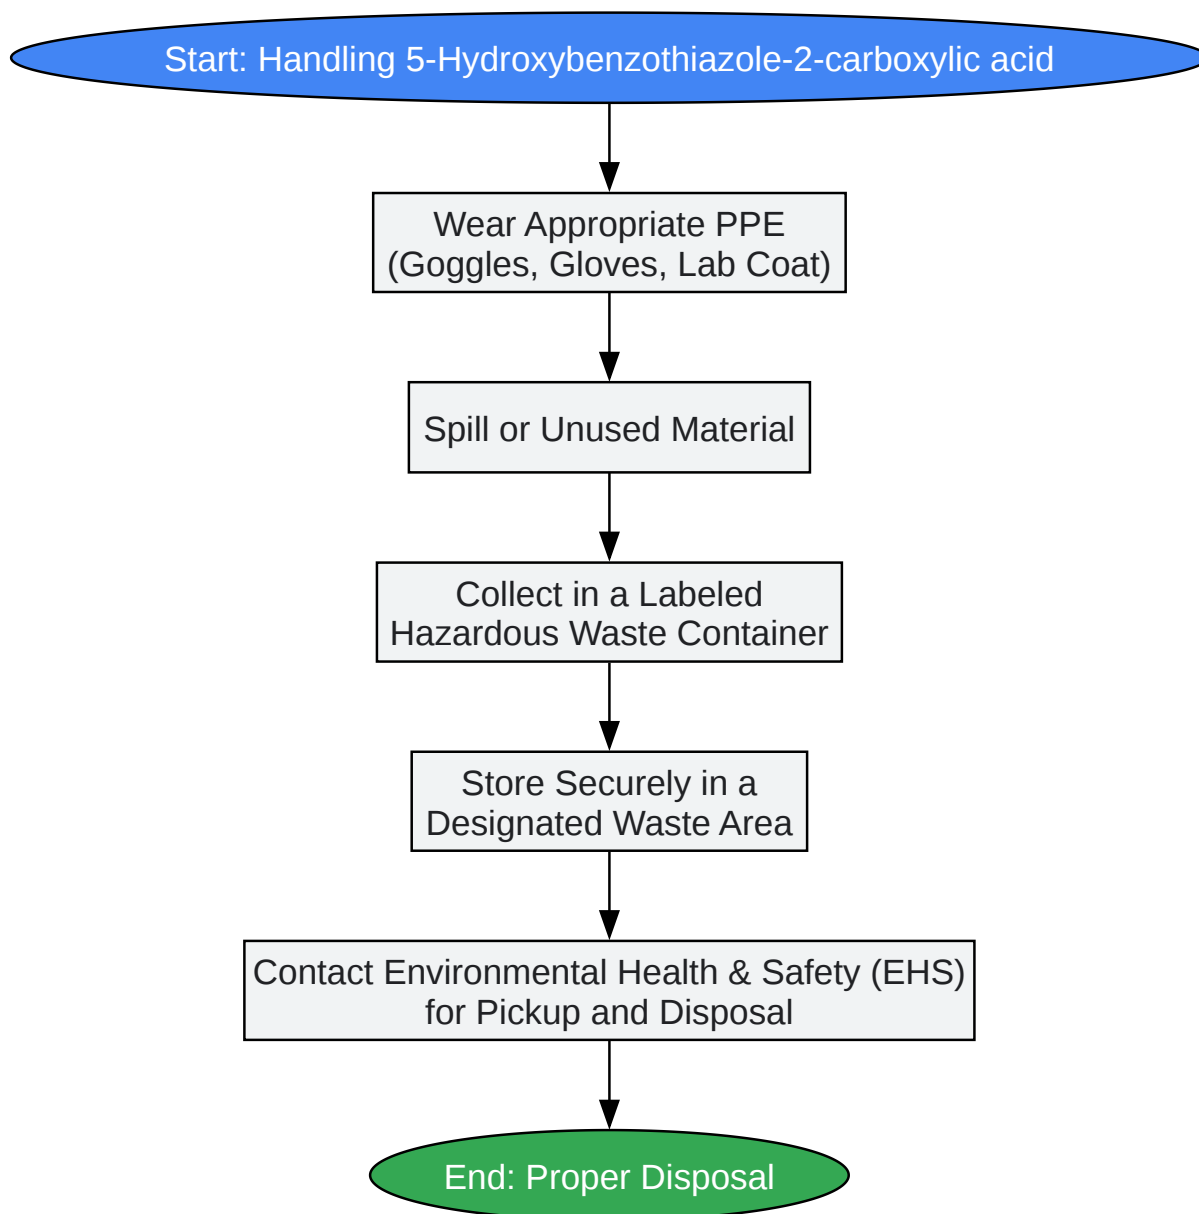 Start: Handling 5-Hydroxybenzothiazole-2-carboxylic acid
Wear Appropriate PPE
(Goggles, Gloves, Lab Coat)
Spill or Unused Material
Collect in a Labeled
Hazardous Waste Container
Store Securely in a
Designated Waste Area
Contact Environmental Health & Safety (EHS)
for Pickup and Disposal
End: Proper Disposal